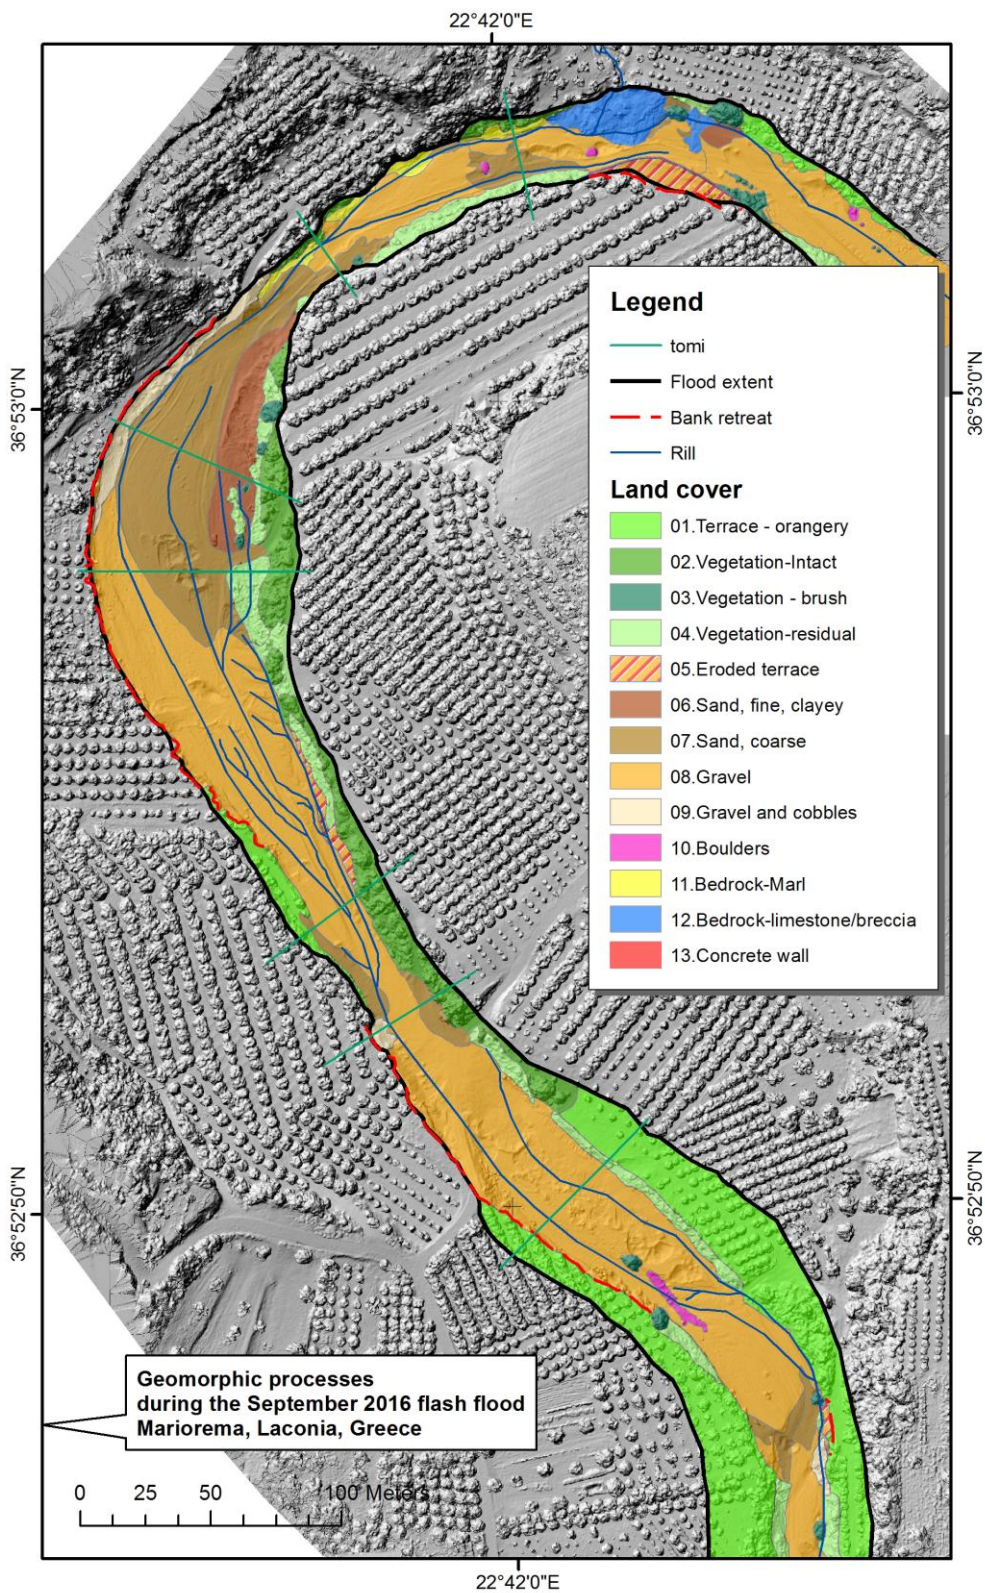 22°42'0"E
36°53'0"N
36°53'0"N
Legend
tomi
Flood extent
Bank retreat
Rill
Land cover
01.Terrace - orangery
02.Vegetation-Intact
03.Vegetation - brush
04.Vegetation-residual
05.Eroded terrace
06.Sand, fine, clayey
07.Sand, coarse
08.Gravel
09.Gravel and cobbles
10.Boulders
11.Bedrock-Marl
12.Bedrock-limestone/breccia
13.Concrete wall
36°52'50"N
36°52'50"N
Geomorphic processes
during the September 2016 flash flood
Mariorema, Laconia, Greece
0 25 50 100 Meters
22°42'0"E